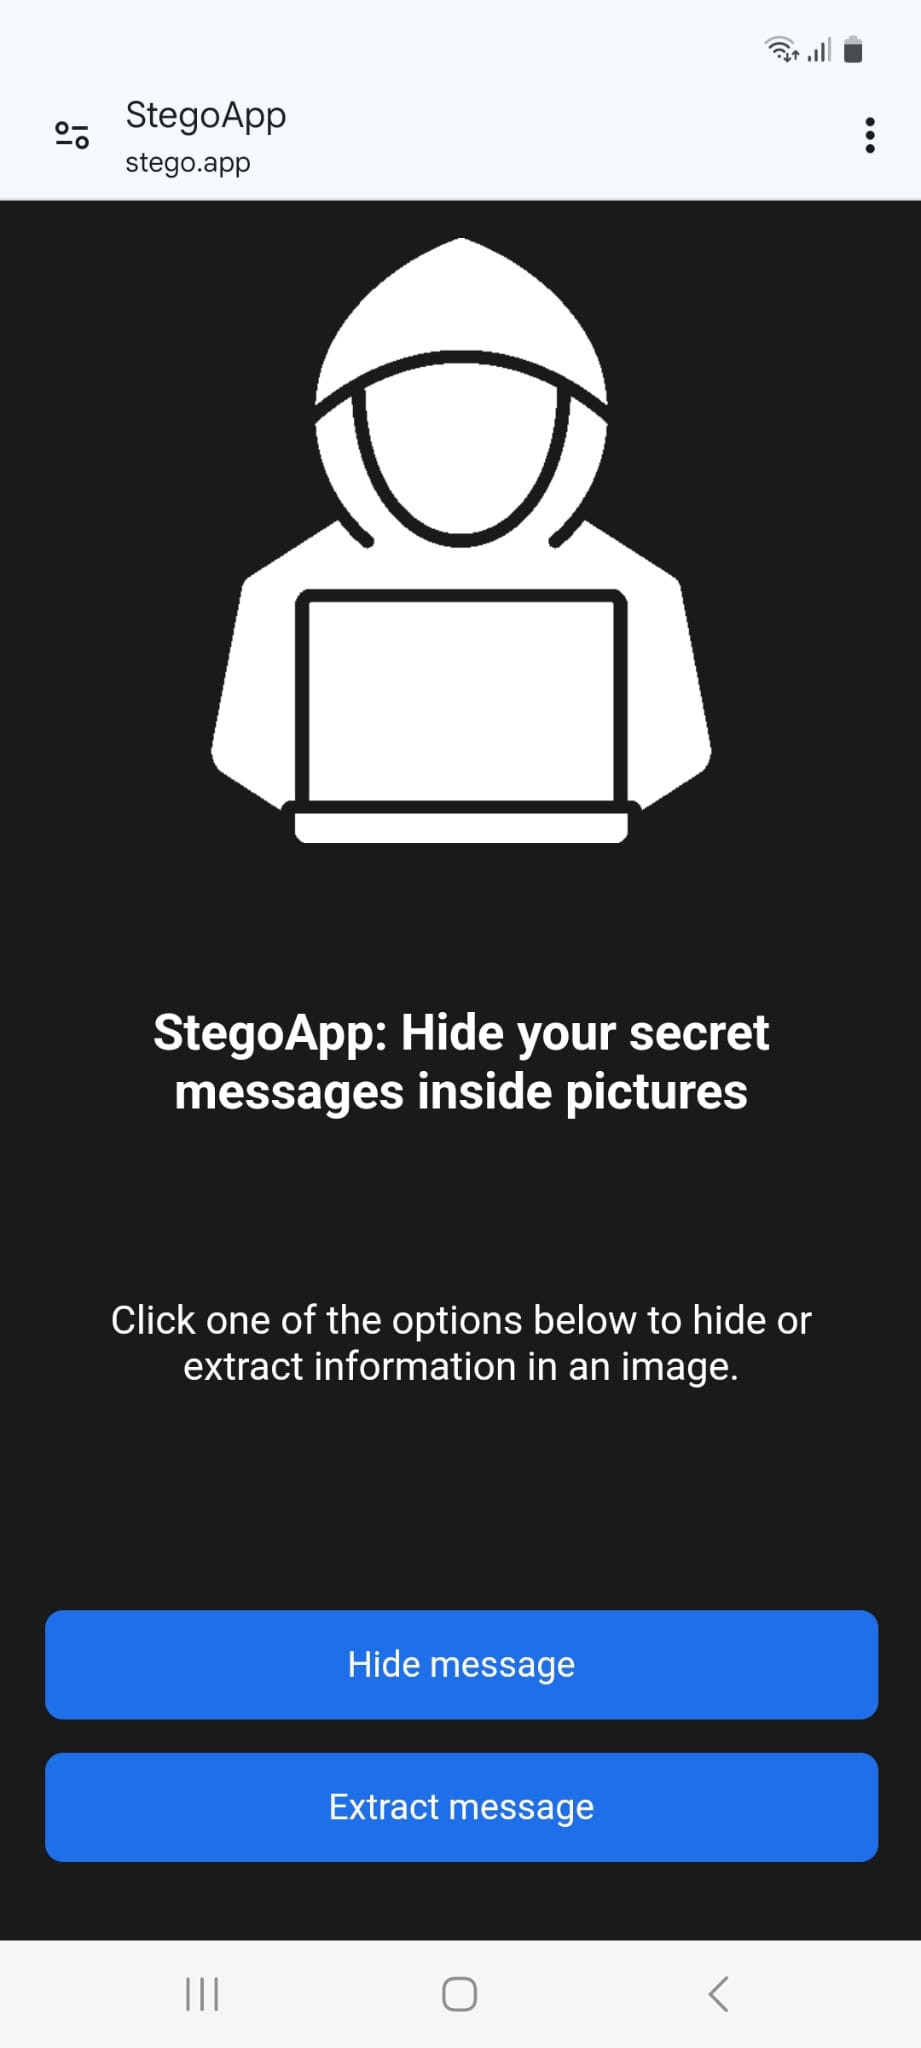 StegoApp
stego.app
StegoApp: Hide your secret
messages inside pictures
Click one of the options below to hide or
extract information in an image.
Hide message
Extract message